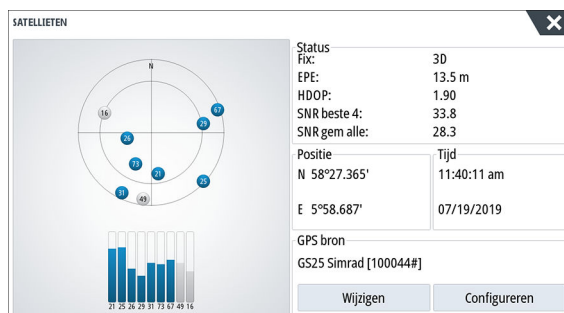 SATELLIETEN
N
16
67
29
26
73
21
25
31
49
21 25 26 29 31 73 67 49 16
Status
Fix: 3D
EPE: 13.5 m
HDOP: 1.90
SNR beste 4: 33.8
SNR gem alle: 28.3
Positie
N 58°27.365'
E 5°58.687'
Tijd
11:40:11 am
07/19/2019
GPS bron
GS25 Simrad [100044#]
Wijzigen
Configureren